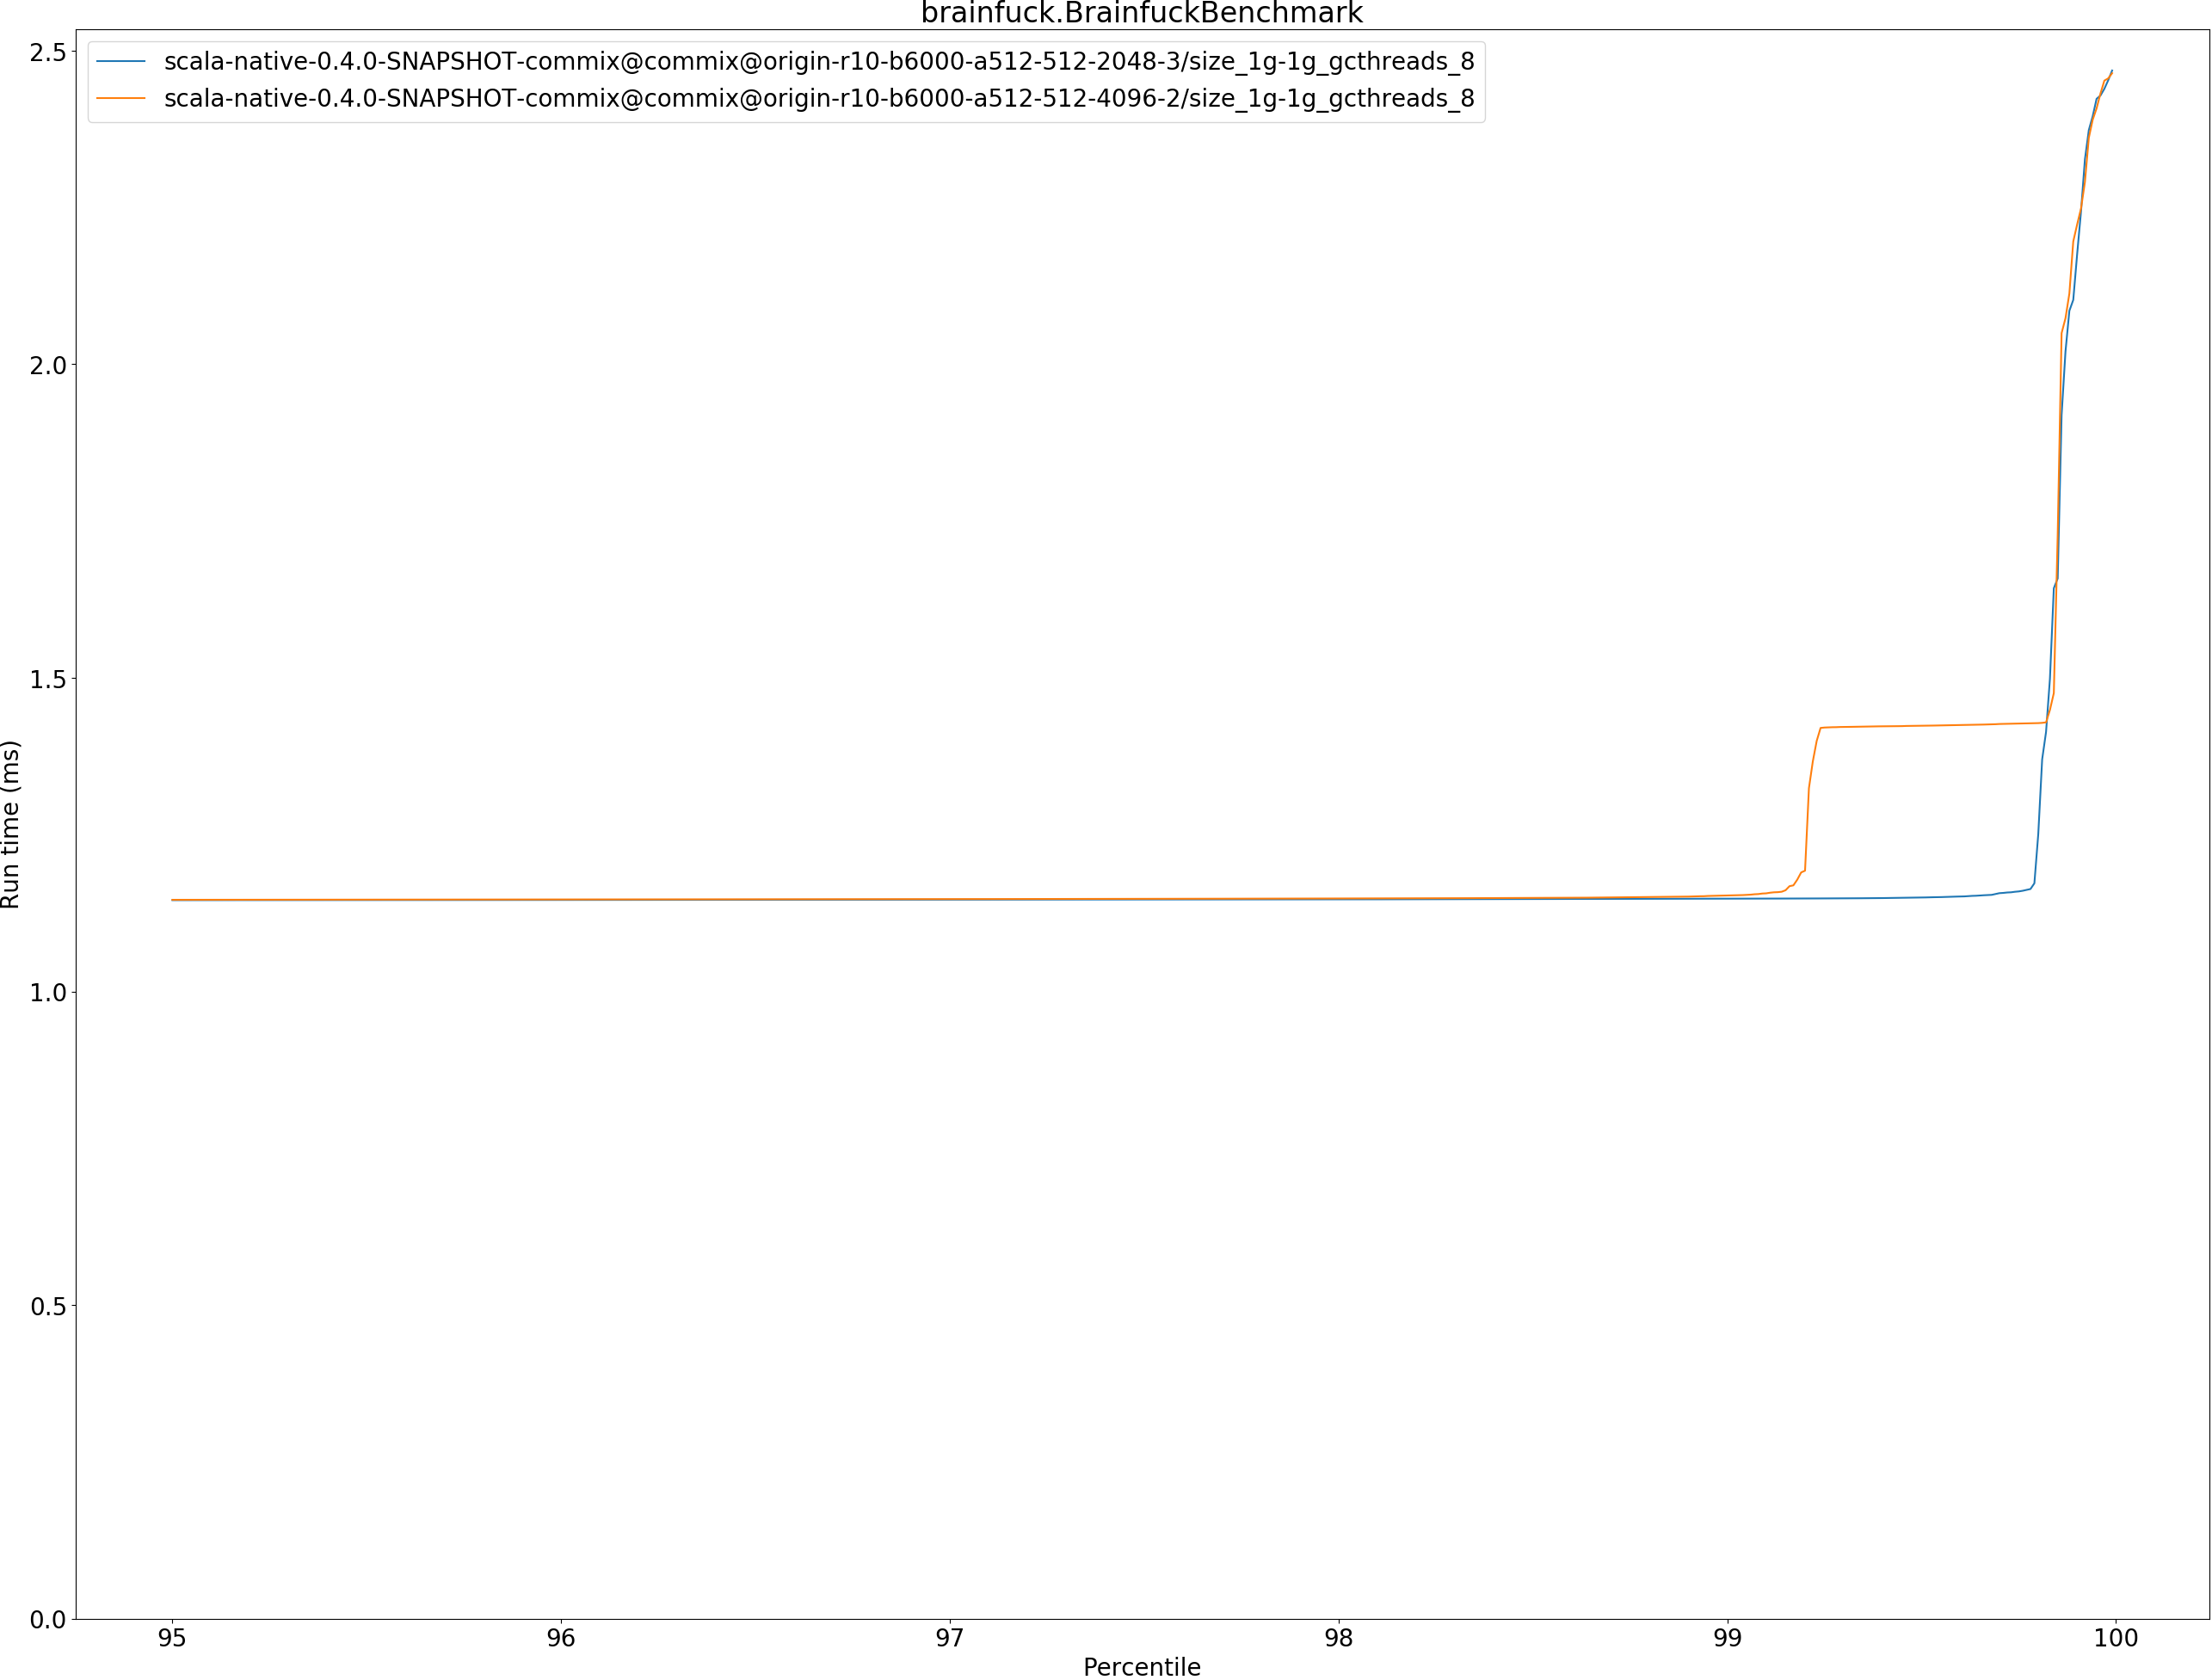 brainfuck.BrainfuckBenchmark
scala-native-0.4.0-SNAPSHOT-commix@commix@origin-r10-b6000-a512-512-2048-3/size_1g-1g_gcthreads_8
scala-native-0.4.0-SNAPSHOT-commix@commix@origin-r10-b6000-a512-512-4096-2/size_1g-1g_gcthreads_8
2.5
2.0
1.5
1.0
0.5
0.0
Run time (ms)
95 96 97 98 99 100
Percentile